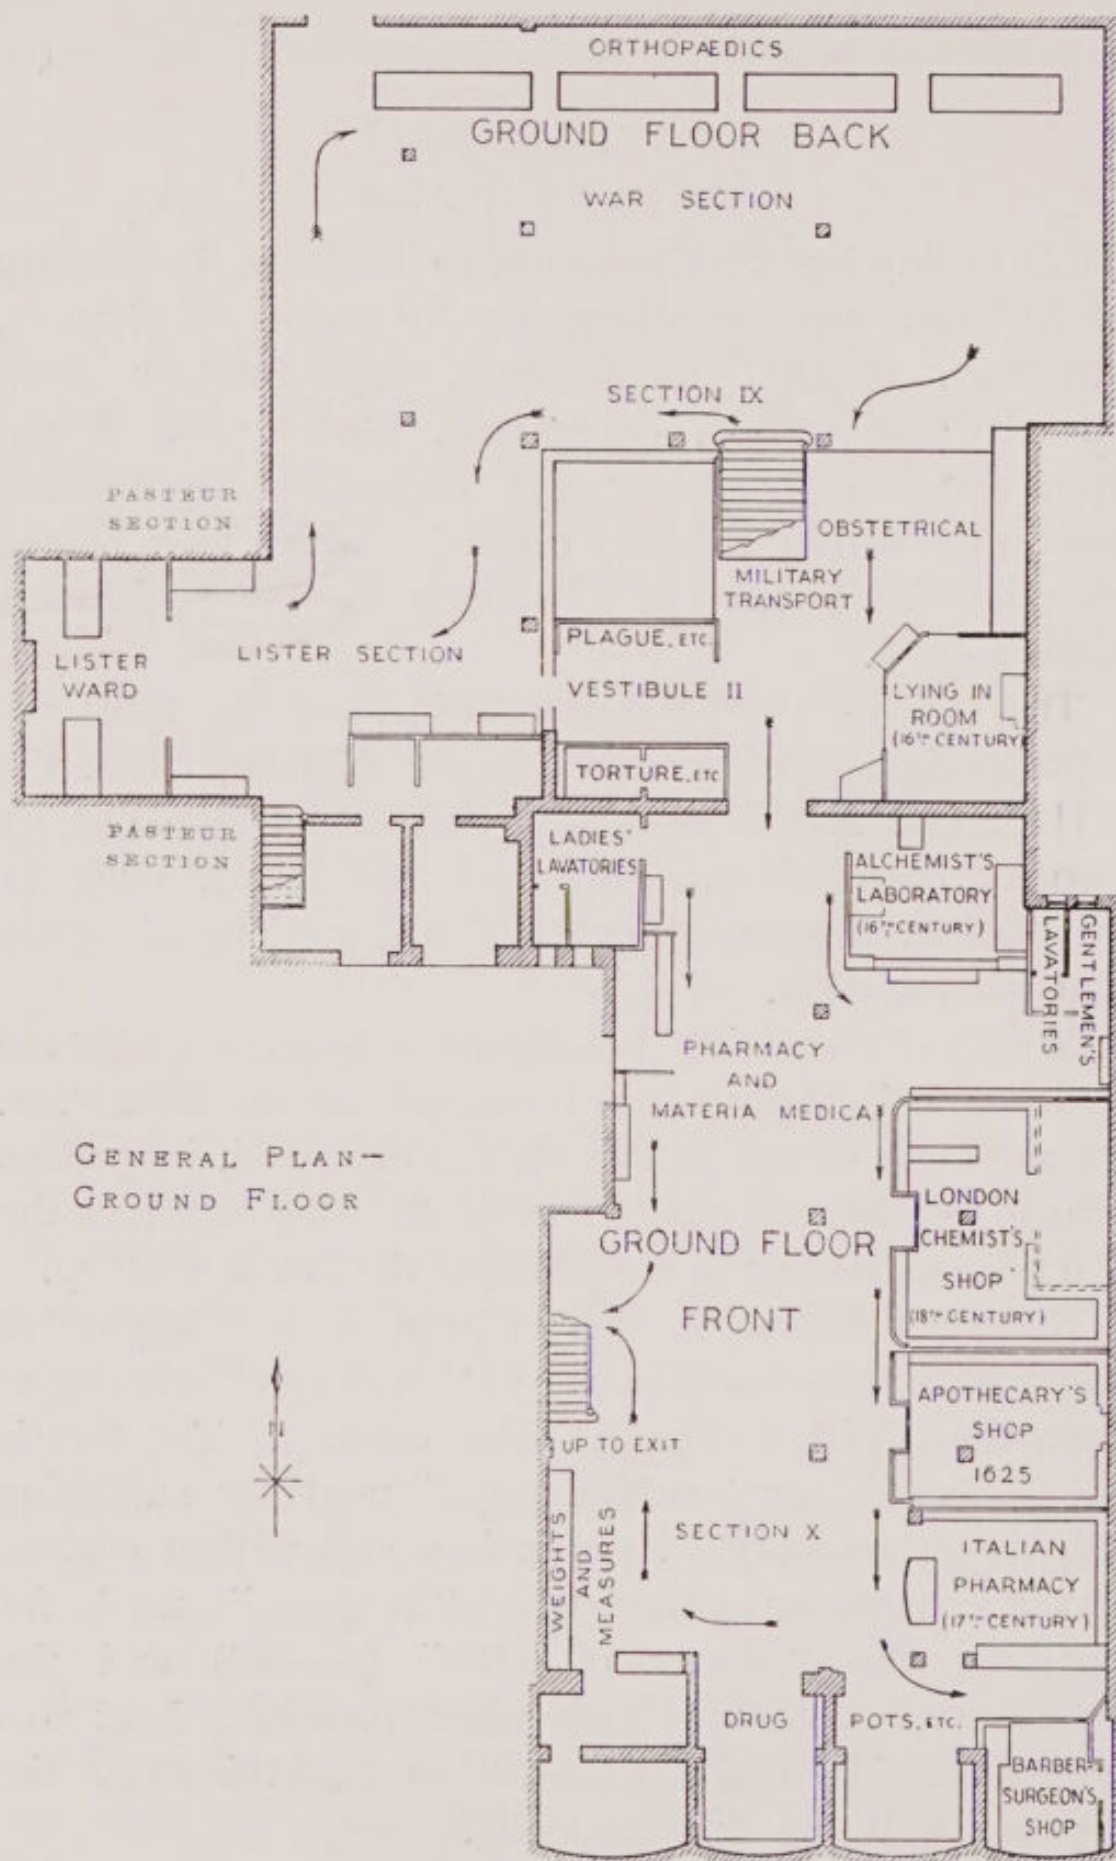 ORTHOPAEDICS
GROUND FLOOR BACK
WAR SECTION
SECTION IX
PASTEUR
SECTION
OBSTETRICAL
MILITARY
TRANSPORT
PLAGUE, ETC.
LISTER SECTION
LISTER
WARD
VESTIBULE II
LYING IN
ROOM
(16TH CENTURY)
TORTURE, ETC
PASTEUR
SECTION
LADIES'
LAVATORIES
ALCHEMIST'S
LABORATORY
(16TH CENTURY)
GENTLEMEN'S
LAVATORIES
PHARMACY
AND
MATERIA MEDICA
GENERAL PLAN—
GROUND FLOOR
LONDON
CHEMIST'S
SHOP
(18TH CENTURY)
GROUND FLOOR
FRONT
N
APOTHECARY'S
SHOP
1625
UP TO EXIT
WEIGHTS
AND
MEASURES
SECTION X
ITALIAN
PHARMACY
(17TH CENTURY)
DRUG POTS, ETC.
BARBER-
SURGEON'S
SHOP